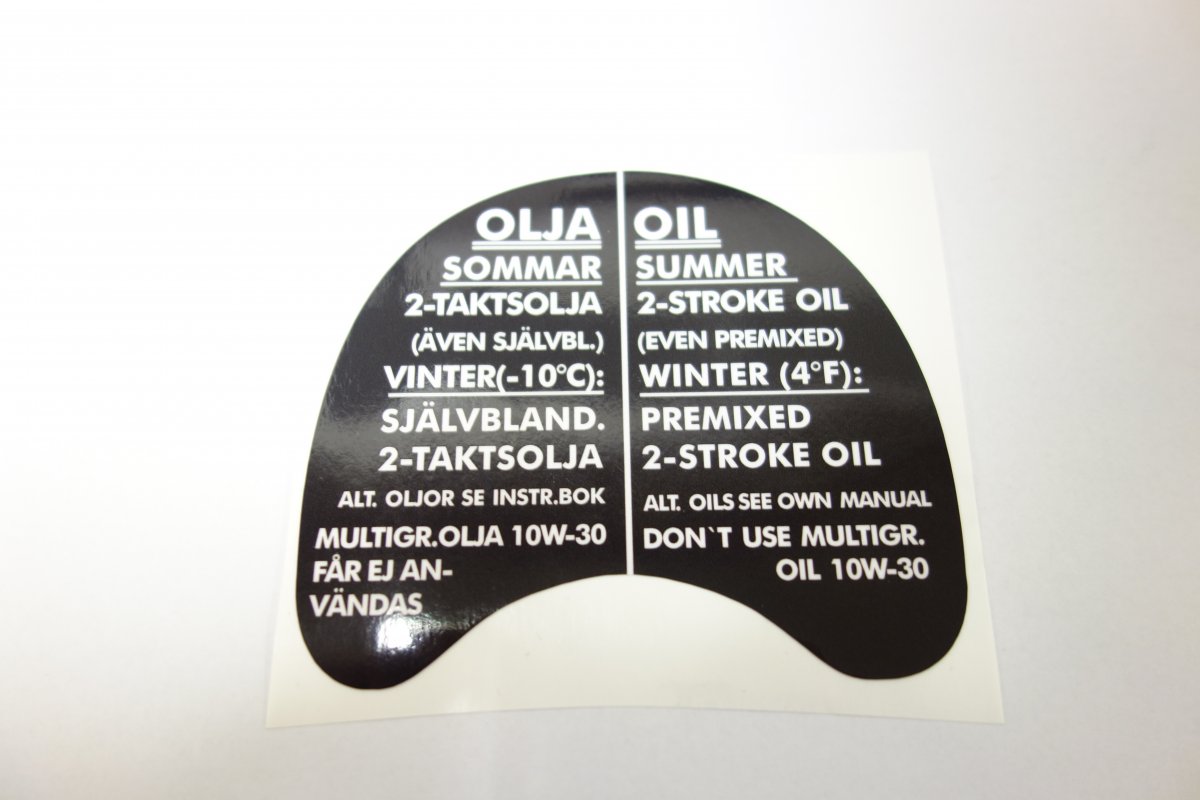 OLJA
SOMMAR
2-TAKTSOLJA
(ÄVEN SJÄLVBL.)
VINTER(-10°C):
SJÄLVBLAND.
2-TAKTSOLJA
ALT. OLJOR SE INSTR.BOK
MULTIGR.OLJA 10W-30
FÅR EJ AN-
VÄNDAS
OIL
SUMMER
2-STROKE OIL
(EVEN PREMIXED)
WINTER (4°F):
PREMIXED
2-STROKE OIL
ALT. OILS SEE OWN MANUAL
DON`T USE MULTIGR.
OIL 10W-30